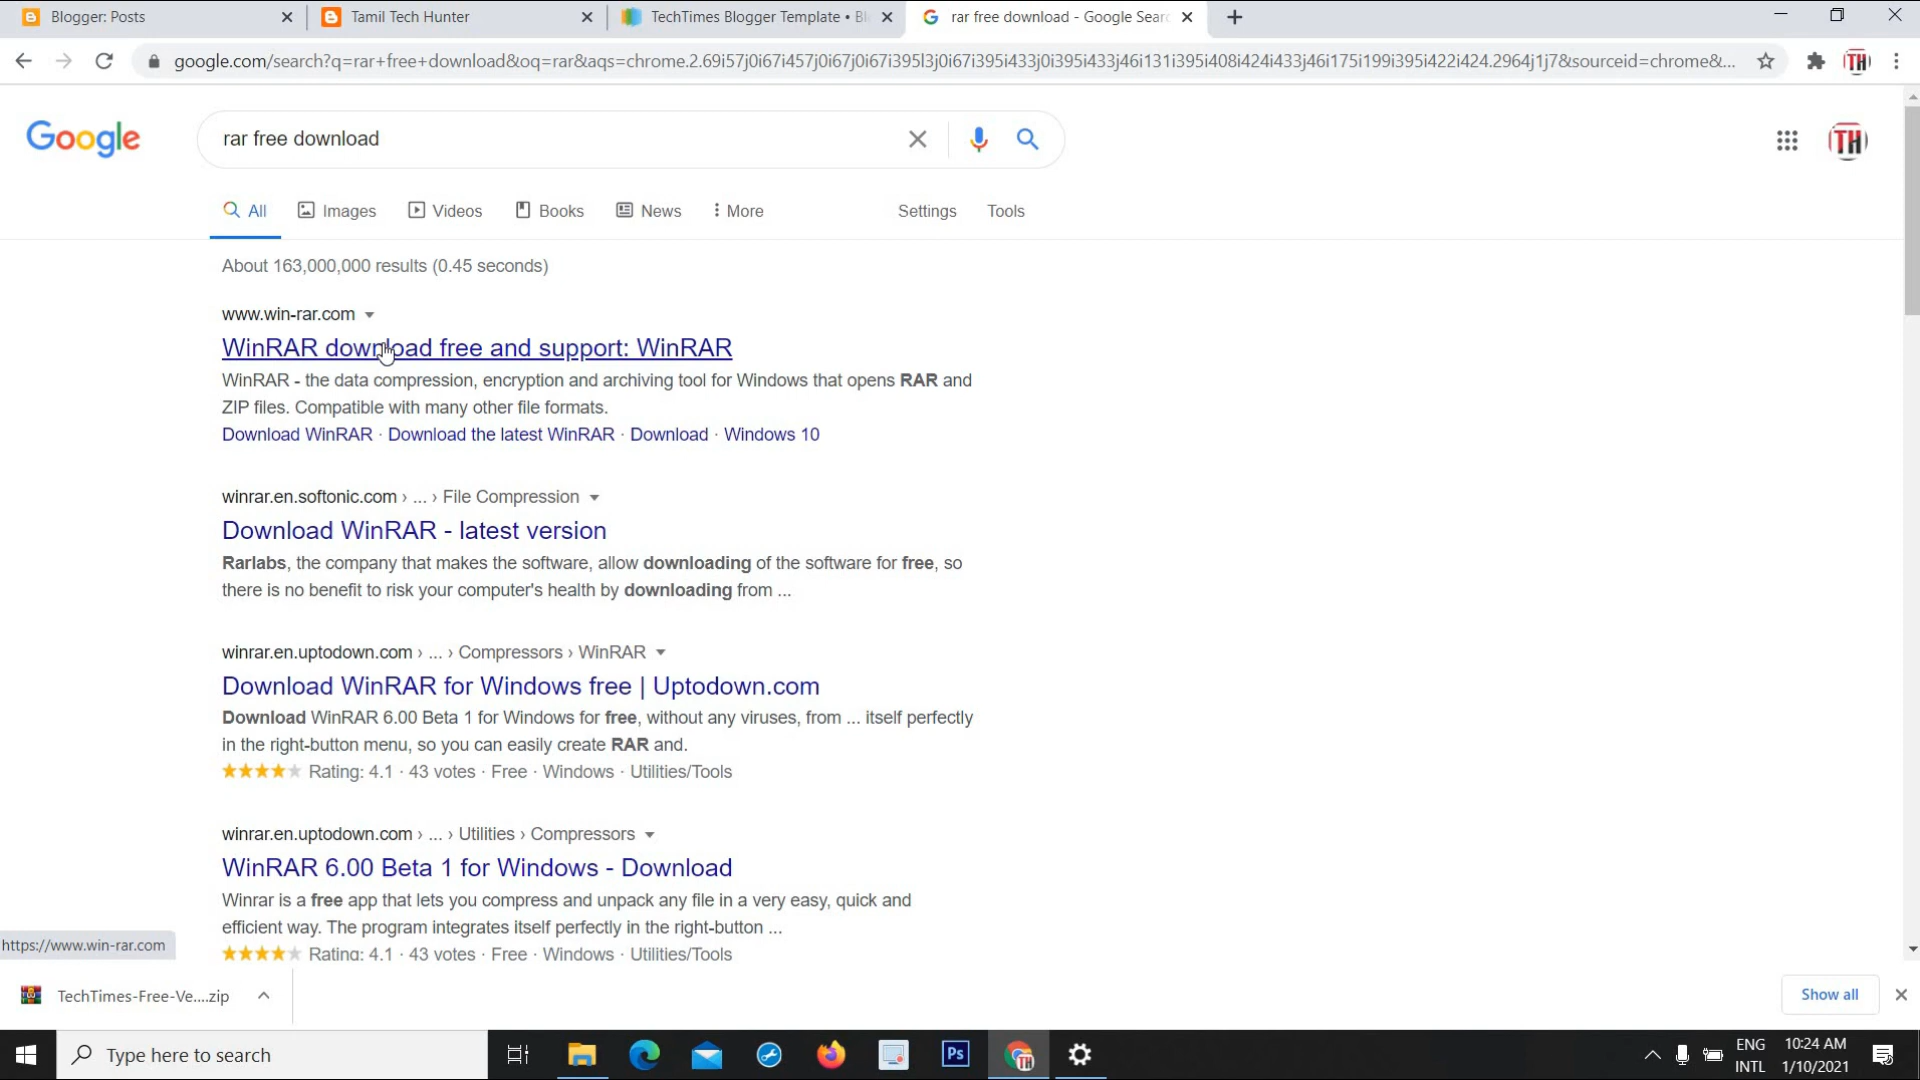 Blogger: Posts
Tamil Tech Hunter
TechTimes Blogger Template • Bl
rar free download - Google Sear
google.com/search?q=rar+free+download&oq=rar&aqs=chrome.2.69i57j0i67i457j0i67j0i67i395l3j0i67i395i433j0i395i433j46i131i395i408i424i433j46i175i199i395i422i424.2964j1j7&sourceid=chrome&...
TH
Google
rar free download
TH
All
Images
Videos
Books
News
More
Settings
Tools
About 163,000,000 results (0.45 seconds)
www.win-rar.com
WinRAR download free and support: WinRAR
WinRAR - the data compression, encryption and archiving tool for Windows that opens RAR and
ZIP files. Compatible with many other file formats.
Download WinRAR · Download the latest WinRAR · Download · Windows 10
winrar.en.softonic.com › ... › File Compression
Download WinRAR - latest version
Rarlabs, the company that makes the software, allow downloading of the software for free, so
there is no benefit to risk your computer's health by downloading from ...
winrar.en.uptodown.com › ... › Compressors › WinRAR
Download WinRAR for Windows free | Uptodown.com
Download WinRAR 6.00 Beta 1 for Windows for free, without any viruses, from ... itself perfectly
in the right-button menu, so you can easily create RAR and.
Rating: 4.1 · 43 votes · Free · Windows · Utilities/Tools
winrar.en.uptodown.com › ... › Utilities › Compressors
WinRAR 6.00 Beta 1 for Windows - Download
Winrar is a free app that lets you compress and unpack any file in a very easy, quick and
efficient way. The program integrates itself perfectly in the right-button ...
Rating: 4.1 · 43 votes · Free · Windows · Utilities/Tools
https://www.win-rar.com
TechTimes-Free-Ve....zip
Show all
Type here to search
Ps
TH
ENG
INTL
10:24 AM
1/10/2021